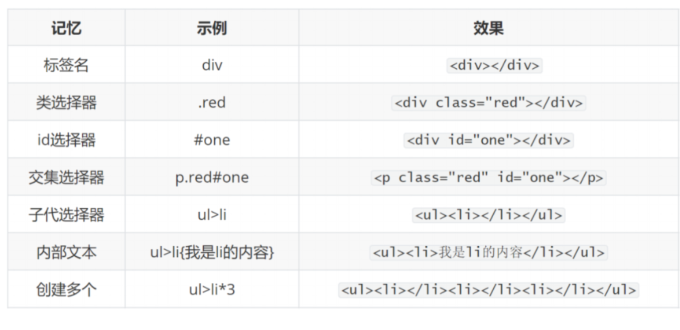 记忆 示例 效果
标签名 div <div></div>
类选择器 .red <div class="red"></div>
id选择器 #one <div id="one"></div>
交集选择器 p.red#one <p class="red" id="one"></p>
子代选择器 ul>li <ul><li></li></ul>
内部文本 ul>li{我是li的内容} <ul><li>我是li的内容</li></ul>
创建多个 ul>li*3 <ul><li></li><li></li><li></li></ul>